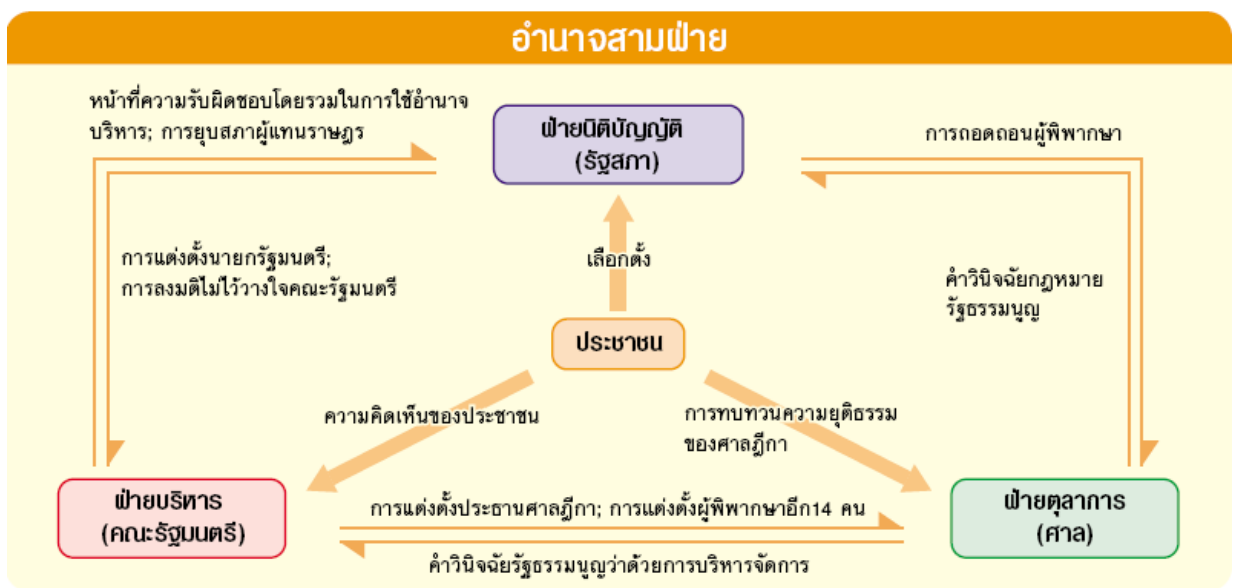 อำนาจสามฝ่าย
หน้าที่ความรับผิดชอบโดยรวมในการใช้อำนาจ
บริหาร; การยุบสภาผู้แทนราษฎร
ฝ่ายนิติบัญญัติ
(รัฐสภา)
การถอดถอนผู้พิพากษา
การแต่งตั้งนายกรัฐมนตรี;
การลงมติไม่ไว้วางใจคณะรัฐมนตรี
เลือกตั้ง
คำวินิจฉัยกฎหมาย
รัฐธรรมนูญ
ประชาชน
ความคิดเห็นของประชาชน
การทบทวนความยุติธรรม
ของศาลฎีกา
ฝ่ายบริหาร
(คณะรัฐมนตรี)
การแต่งตั้งประธานศาลฎีกา; การแต่งตั้งผู้พิพากษาอีก14 คน
ฝ่ายตุลาการ
(ศาล)
คำวินิจฉัยรัฐธรรมนูญว่าด้วยการบริหารจัดการ